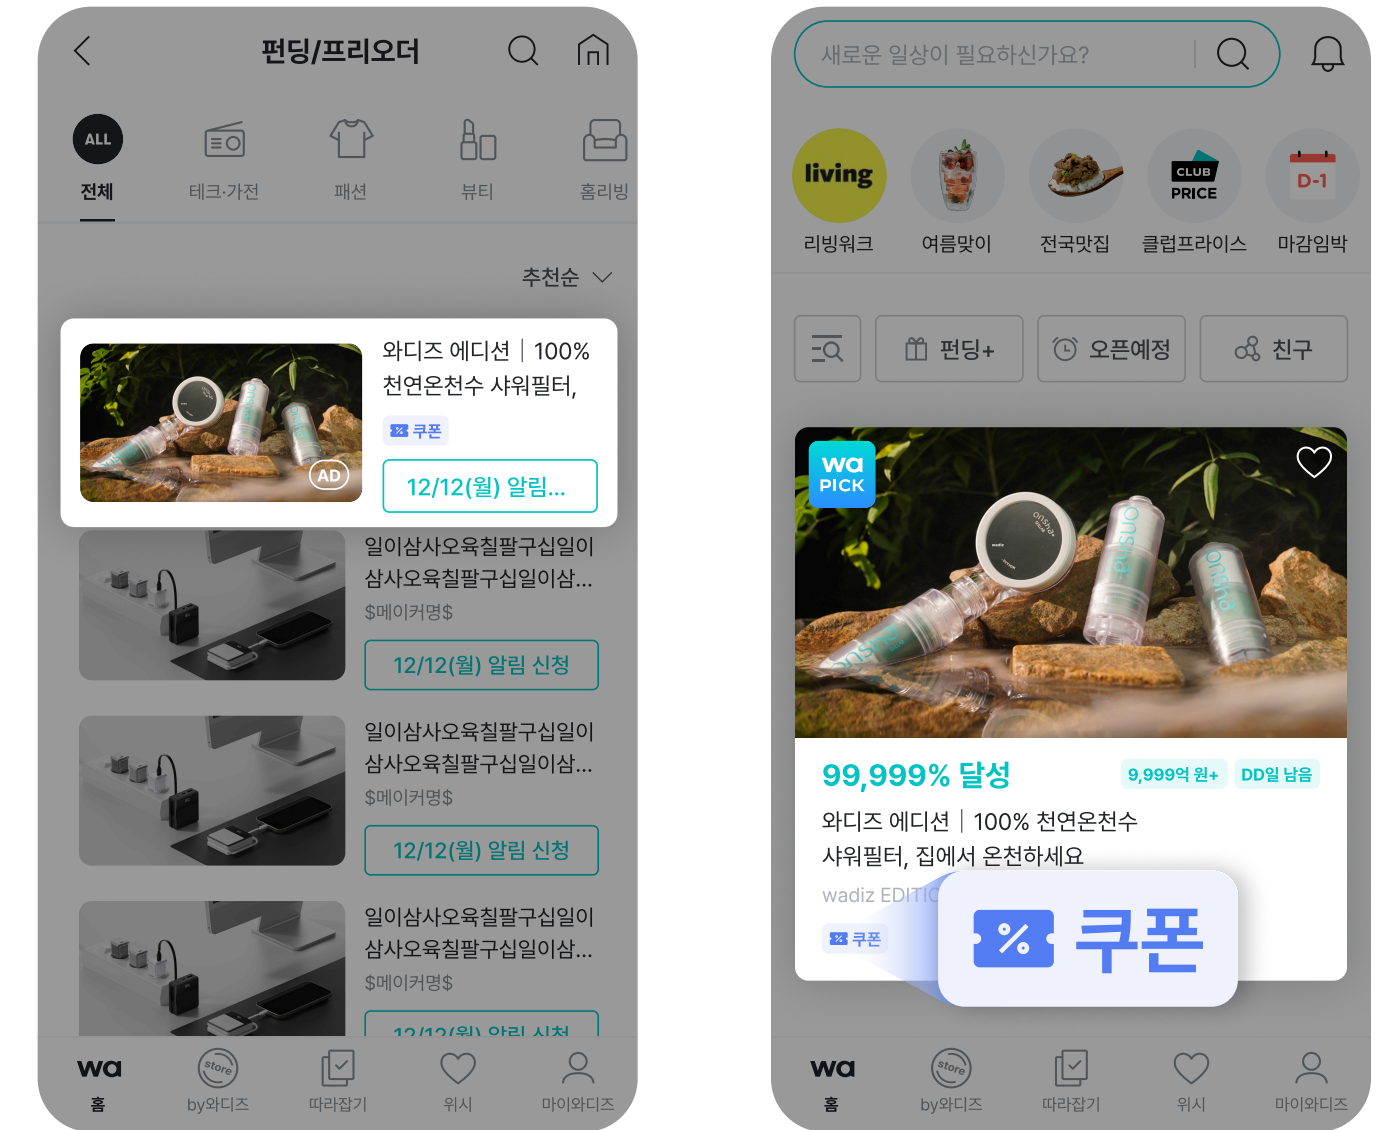 펀딩/프리오더
ALL
전체
테크·가전
패션
뷰티
홈리빙
추천순
와디즈 에디션│100%
천연온천수 샤워필터,
쿠폰
AD
12/12(월) 알림...
일이삼사오육칠팔구십일이
삼사오육칠팔구십일이삼...
$메이커명$
12/12(월) 알림 신청
일이삼사오육칠팔구십일이
삼사오육칠팔구십일이삼...
$메이커명$
12/12(월) 알림 신청
일이삼사오육칠팔구십일이
삼사오육칠팔구십일이삼...
$메이커명$
12/12(월) 알림 신청
wa
홈
store
by와디즈
따라잡기
위시
마이와디즈
새로운 일상이 필요하신가요?
living
리빙워크
여름맞이
전국맛집
CLUB
PRICE
클럽프라이스
D-1
마감임박
펀딩+
오픈예정
친구
wa
PICK
onsha
onsha
onsha
onsha
99,999% 달성
9,999억 원+
DD일 남음
와디즈 에디션│100% 천연온천수
샤워필터, 집에서 온천하세요
wadiz EDITIO
쿠폰
쿠폰
wa
홈
store
by와디즈
따라잡기
위시
마이와디즈